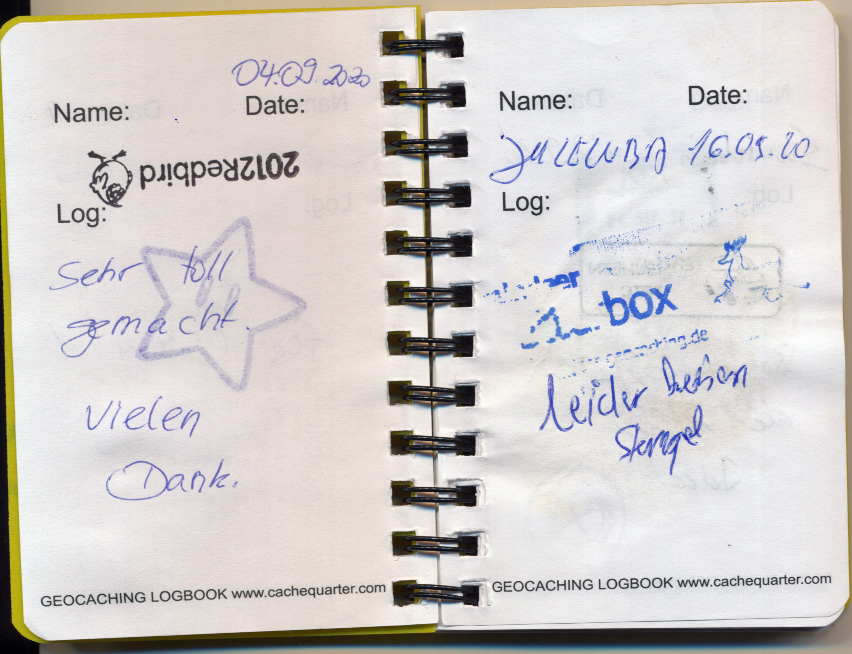 04.09.2020
Name: Date:
2012Redbird
Log:
Sehr toll
gemacht.
Vielen
Dank.
GEOCACHING LOGBOOK www.cachequarter.com
Name: Date:
16.09.20
Log:
box
geocaching.de
leider keinen
Stempel
GEOCACHING LOGBOOK www.cachequarter.com